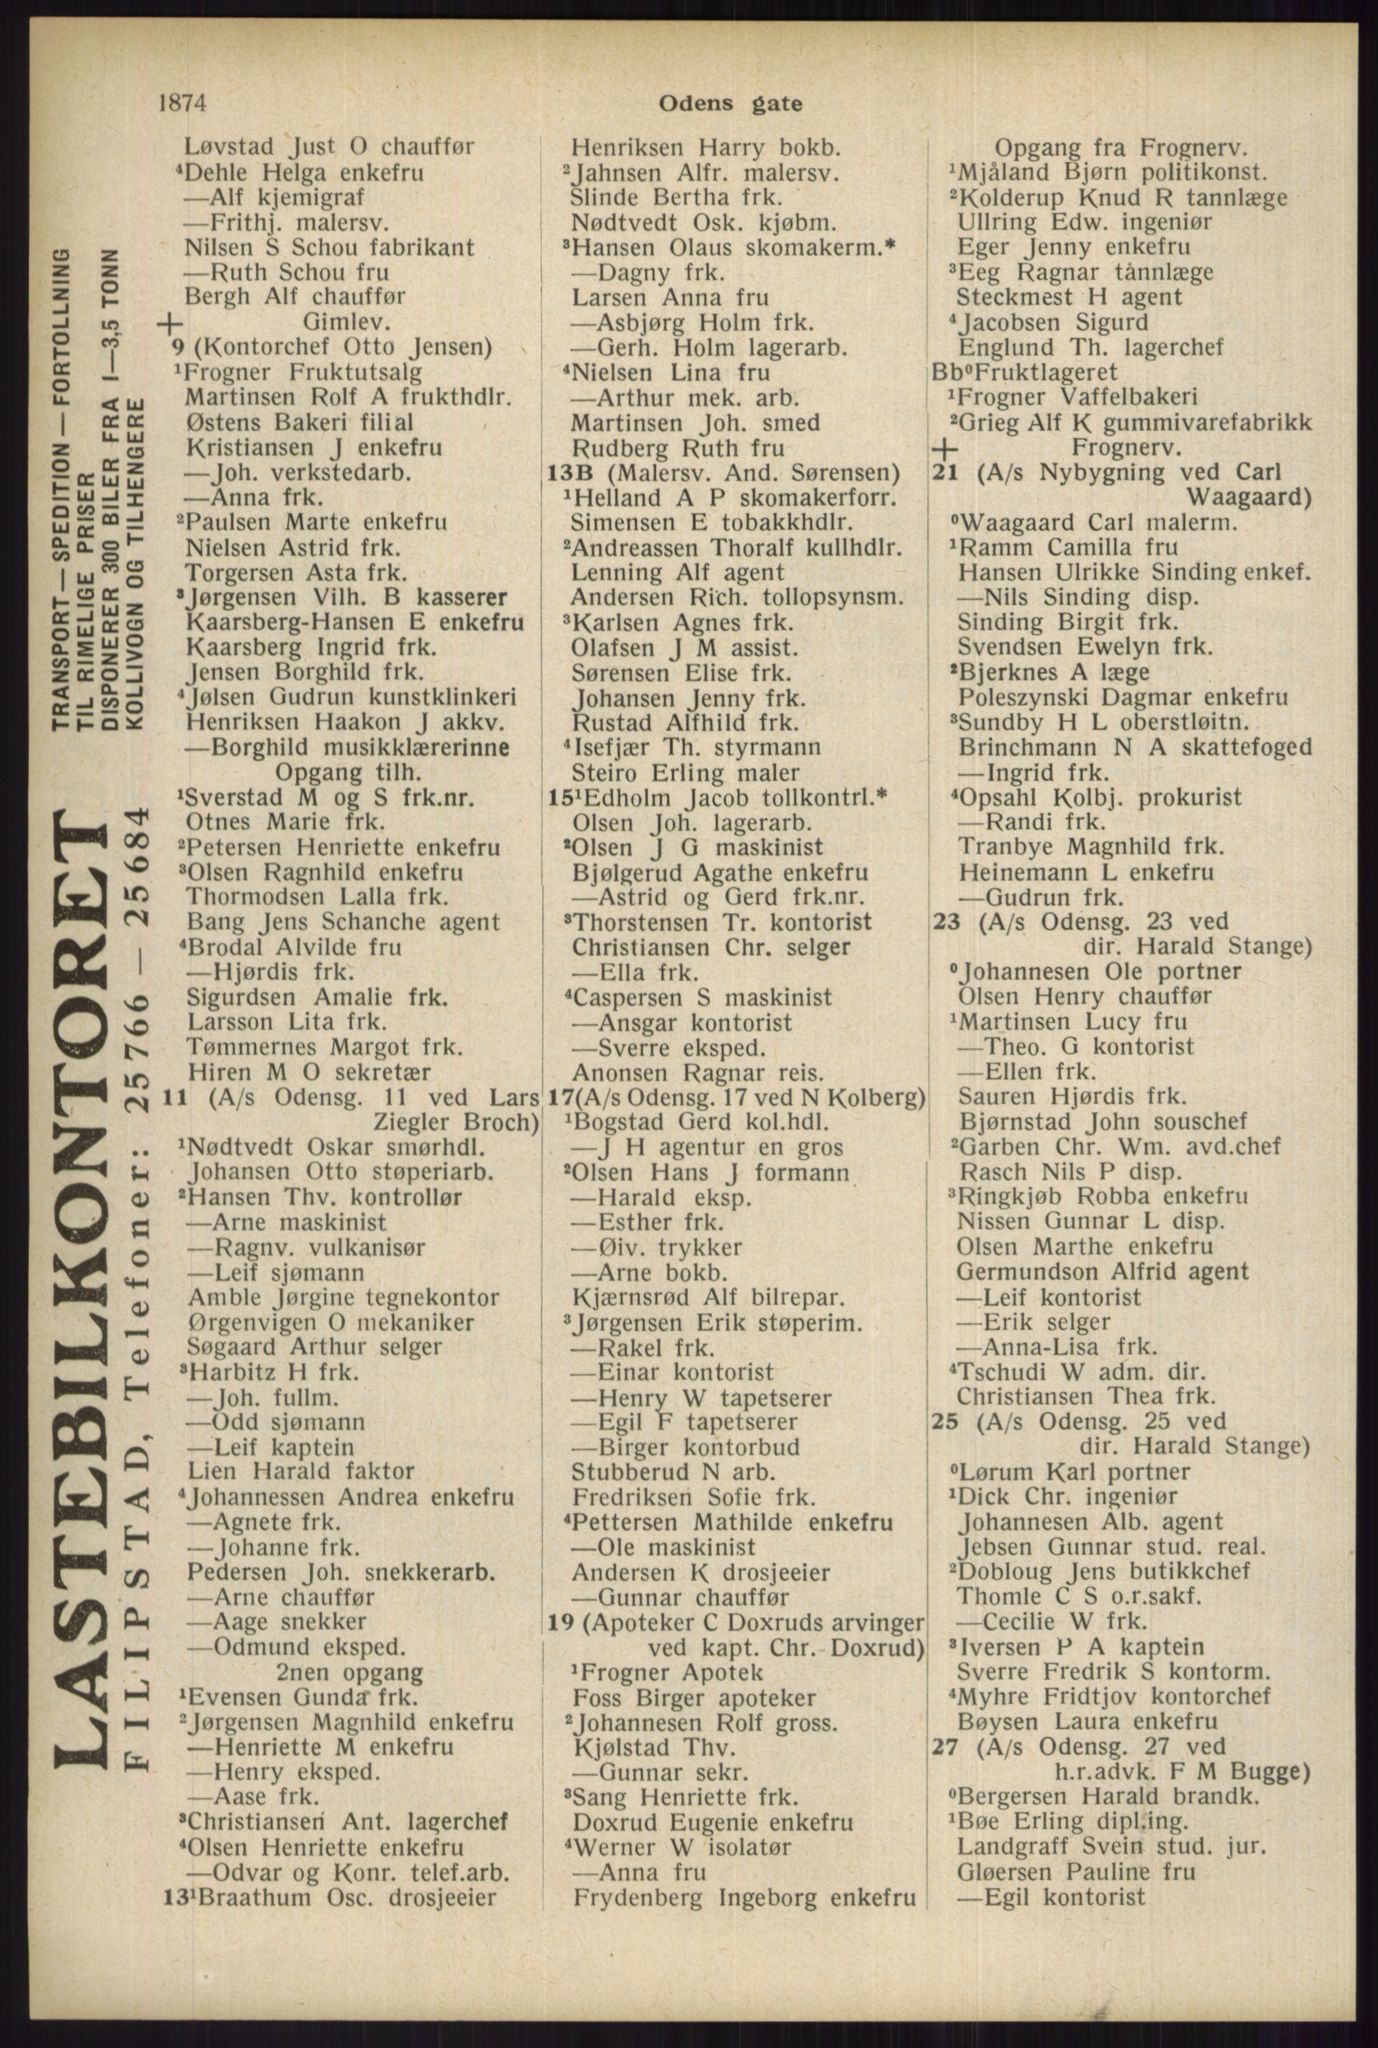 1874
Odens gate
LASTEBILKONTORET
FILIPSTAD, Telefoner: 25766 — 25684
TRANSPORT — SPEDITION — FORTOLLNING
TIL RIMELIGE PRISER
DISPONERER 300 BILER FRA 1—3,5 TONN
KOLLIVOGN OG TILHENGERE
Løvstad Just O chauffør
⁴Dehle Helga enkefru
—Alf kjemigraf
—Frithj. malersv.
Nilsen S Schou fabrikant
—Ruth Schou fru
Bergh Alf chauffør
+ Gimlev.
9 (Kontorchef Otto Jensen)
¹Frogner Fruktutsalg
Martinsen Rolf A frukthdlr.
Østens Bakeri filial
Kristiansen J enkefru
—Joh. verkstedarb.
—Anna frk.
²Paulsen Marte enkefru
Nielsen Astrid frk.
Torgersen Asta frk.
³Jørgensen Vilh. B kasserer
Kaarsberg-Hansen E enkefru
Kaarsberg Ingrid frk.
Jensen Borghild frk.
⁴Jølsen Gudrun kunstklinkeri
Henriksen Haakon J akkv.
—Borghild musikklærerinne
Opgang tilh.
¹Sverstad M og S frk.nr.
Otnes Marie frk.
²Petersen Henriette enkefru
³Olsen Ragnhild enkefru
Thormodsen Lalla frk.
Bang Jens Schanche agent
⁴Brodal Alvilde fru
—Hjørdis frk.
Sigurdsen Amalie frk.
Larsson Lita frk.
Tømmernes Margot frk.
Hiren M O sekretær
11 (A/s Odensg. 11 ved Lars
Ziegler Broch)
¹Nødtvedt Oskar smørhdl.
Johansen Otto støperiarb.
²Hansen Thv. kontrollør
—Arne maskinist
—Ragnv. vulkanisør
—Leif sjømann
Amble Jørgine tegnekontor
Ørgenvigen O mekaniker
Søgaard Arthur selger
³Harbitz H frk.
—Joh. fullm.
—Odd sjømann
—Leif kaptein
Lien Harald faktor
⁴Johannessen Andrea enkefru
—Agnete frk.
—Johanne frk.
Pedersen Joh. snekkerarb.
—Arne chauffør
—Aage snekker
—Odmund eksped.
2nen opgang
¹Evensen Gunda frk.
²Jørgensen Magnhild enkefru
—Henriette M enkefru
—Henry eksped.
—Aase frk.
³Christiansen Ant. lagerchef
⁴Olsen Henriette enkefru
—Odvar og Konr. telef.arb.
13¹Braathum Osc. drosjeeier
Henriksen Harry bokb.
²Jahnsen Alfr. malersv.
Slinde Bertha frk.
Nødtvedt Osk. kjøbm.
³Hansen Olaus skomakerm.*
—Dagny frk.
Larsen Anna fru
—Asbjørg Holm frk.
—Gerh. Holm lagerarb.
⁴Nielsen Lina fru
—Arthur mek. arb.
Martinsen Joh. smed
Rudberg Ruth fru
13B (Malersv. And. Sørensen)
¹Helland A P skomakerforr.
Simensen E tobakkhdlr.
²Andreassen Thoralf kullhdlr.
Lenning Alf agent
Andersen Rich. tollopsynsm.
³Karlsen Agnes frk.
Olafsen J M assist.
Sørensen Elise frk.
Johansen Jenny frk.
Rustad Alfhild frk.
⁴Isefjær Th. styrmann
Steiro Erling maler
15¹Edholm Jacob tollkontrl.*
Olsen Joh. lagerarb.
²Olsen J G maskinist
Bjølgerud Agathe enkefru
—Astrid og Gerd frk.nr.
³Thorstensen Tr. kontorist
Christiansen Chr. selger
—Ella frk.
⁴Caspersen S maskinist
—Ansgar kontorist
—Sverre eksped.
Anonsen Ragnar reis.
17(A/s Odensg. 17 ved N Kolberg)
¹Bogstad Gerd kol.hdl.
—J H agentur en gros
²Olsen Hans J formann
—Harald eksp.
—Esther frk.
—Øiv. trykker
—Arne bokb.
Kjærnsrød Alf bilrepar.
³Jørgensen Erik støperim.
—Rakel frk.
—Einar kontorist
—Henry W tapetserer
—Egil F tapetserer
—Birger kontorbud
Stubberud N arb.
Fredriksen Sofie frk.
⁴Pettersen Mathilde enkefru
—Ole maskinist
Andersen K drosjeeier
—Gunnar chauffør
19 (Apoteker C Doxruds arvinger
ved kapt. Chr. Doxrud)
¹Frogner Apotek
Foss Birger apoteker
²Johannesen Rolf gross.
Kjølstad Thv.
—Gunnar sekr.
³Sang Henriette frk.
Doxrud Eugenie enkefru
⁴Werner W isolatør
—Anna fru
Frydenberg Ingeborg enkefru
Opgang fra Frognerv.
¹Mjåland Bjørn politikonst.
²Kolderup Knud R tannlæge
Ullring Edw. ingeniør
Eger Jenny enkefru
³Eeg Ragnar tannlæge
Steckmest H agent
⁴Jacobsen Sigurd
Englund Th. lagerchef
Bb⁰Fruktlageret
¹Frogner Vaffelbakeri
²Grieg Alf K gummivarefabrikk
+ Frognerv.
21 (A/s Nybygning ved Carl
Waagaard)
⁰Waagaard Carl malerm.
¹Ramm Camilla fru
Hansen Ulrikke Sinding enkef.
—Nils Sinding disp.
Sinding Birgit frk.
Svendsen Ewelyn frk.
²Bjerknes A læge
Poleszynski Dagmar enkefru
³Sundby H L oberstløitn.
Brinchmann N A skattefoged
—Ingrid frk.
⁴Opsahl Kolbj. prokurist
—Randi frk.
Tranbye Magnhild frk.
Heinemann L enkefru
—Gudrun frk.
23 (A/s Odensg. 23 ved
dir. Harald Stange)
⁰Johannesen Ole portner
Olsen Henry chauffør
¹Martinsen Lucy fru
—Theo. G kontorist
—Ellen frk.
Sauren Hjørdis frk.
Bjørnstad John souschef
²Garben Chr. Wm. avd.chef
Rasch Nils P disp.
³Ringkjøb Robba enkefru
Nissen Gunnar L disp.
Olsen Marthe enkefru
Germundson Alfrid agent
—Leif kontorist
—Erik selger
—Anna-Lisa frk.
⁴Tschudi W adm. dir.
Christiansen Thea frk.
25 (A/s Odensg. 25 ved
dir. Harald Stange)
⁰Lørum Karl portner
¹Dick Chr. ingeniør
Johannesen Alb. agent
Jebsen Gunnar stud. real.
²Dobloug Jens butikkchef
Thomle C S o.r.sakf.
—Cecilie W frk.
³Iversen P A kaptein
Sverre Fredrik S kontorm.
⁴Myhre Fridtjov kontorchef
Bøysen Laura enkefru
27 (A/s Odensg. 27 ved
h.r.advk. F M Bugge)
⁰Bergersen Harald brandk.
¹Bøe Erling dipl.ing.
Landgraff Svein stud. jur.
Gløersen Pauline fru
—Egil kontorist